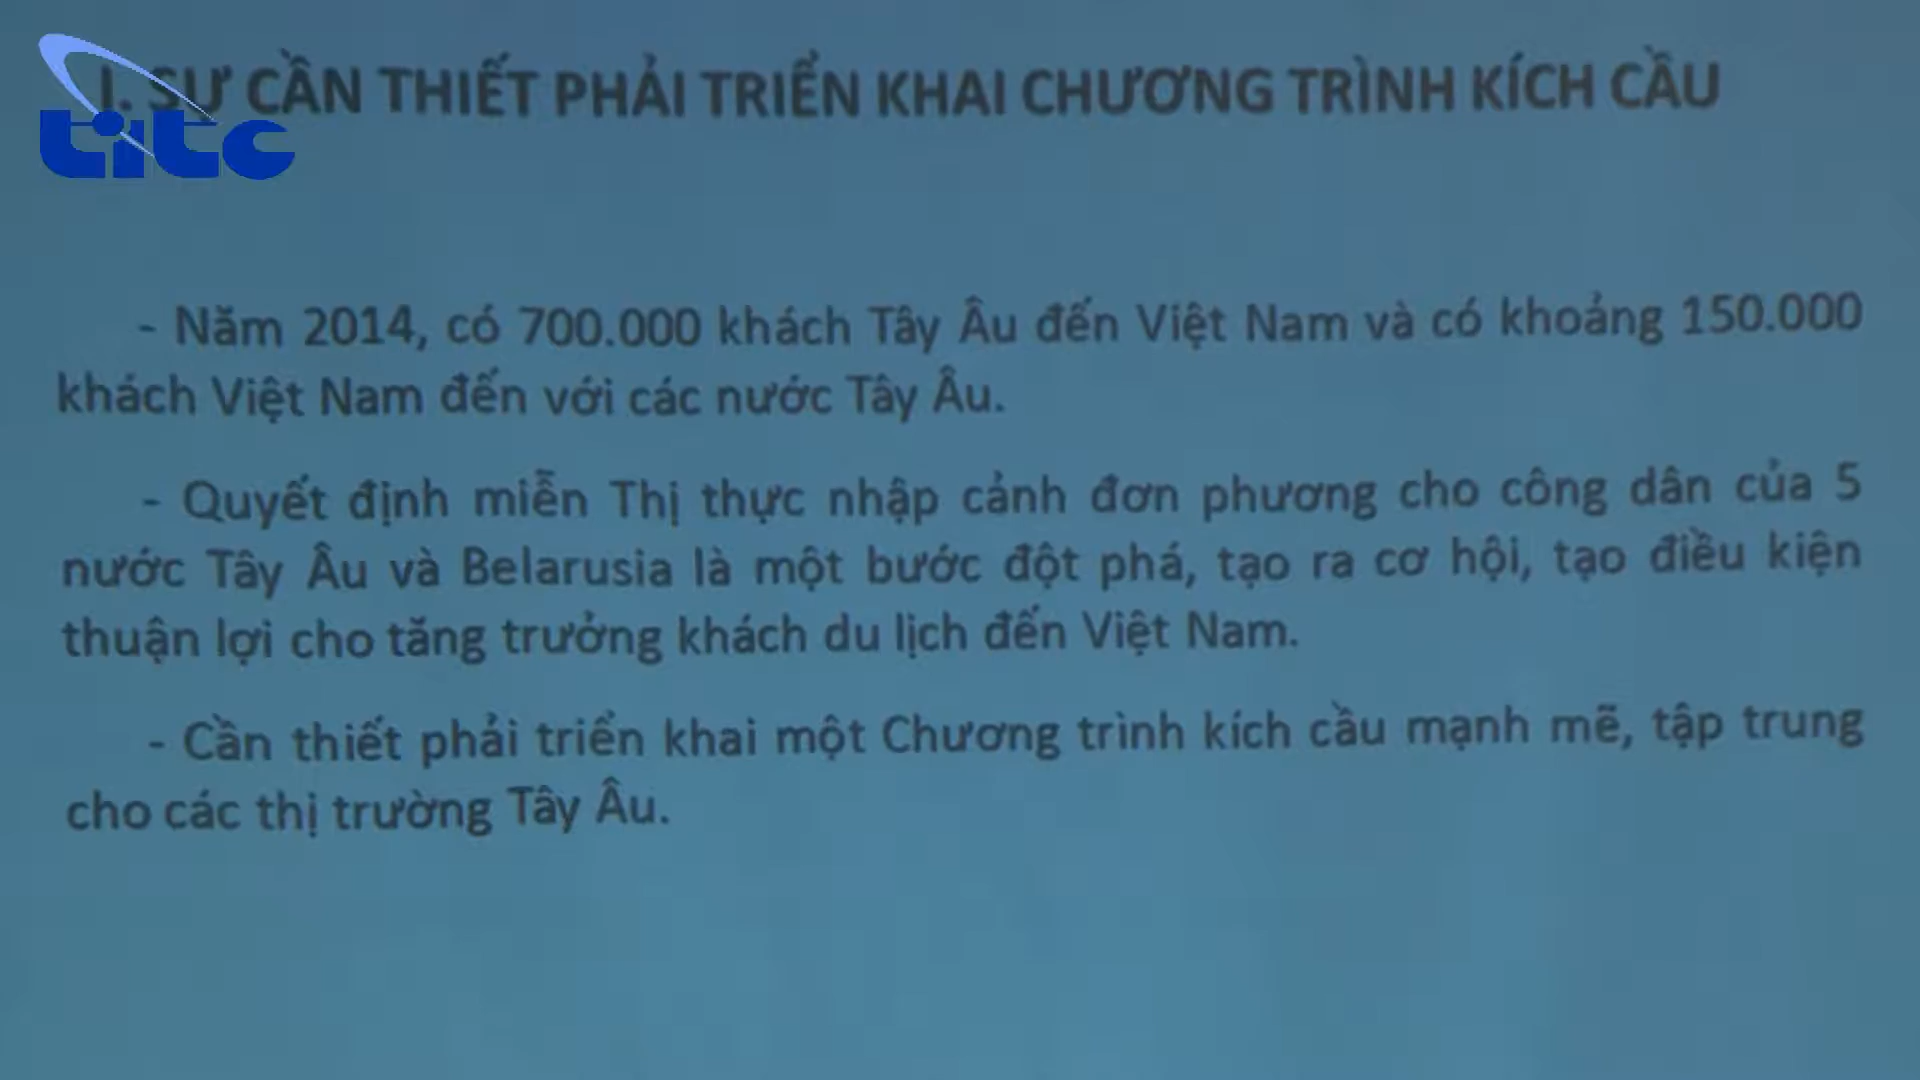 I. SỰ CẦN THIẾT PHẢI TRIỂN KHAI CHƯƠNG TRÌNH KÍCH CẦU
titc
- Năm 2014, có 700.000 khách Tây Âu đến Việt Nam và có khoảng 150.000
khách Việt Nam đến với các nước Tây Âu.
- Quyết định miễn Thị thực nhập cảnh đơn phương cho công dân của 5
nước Tây Âu và Belarusia là một bước đột phá, tạo ra cơ hội, tạo điều kiện
thuận lợi cho tăng trưởng khách du lịch đến Việt Nam.
- Cần thiết phải triển khai một Chương trình kích cầu mạnh mẽ, tập trung
cho các thị trường Tây Âu.